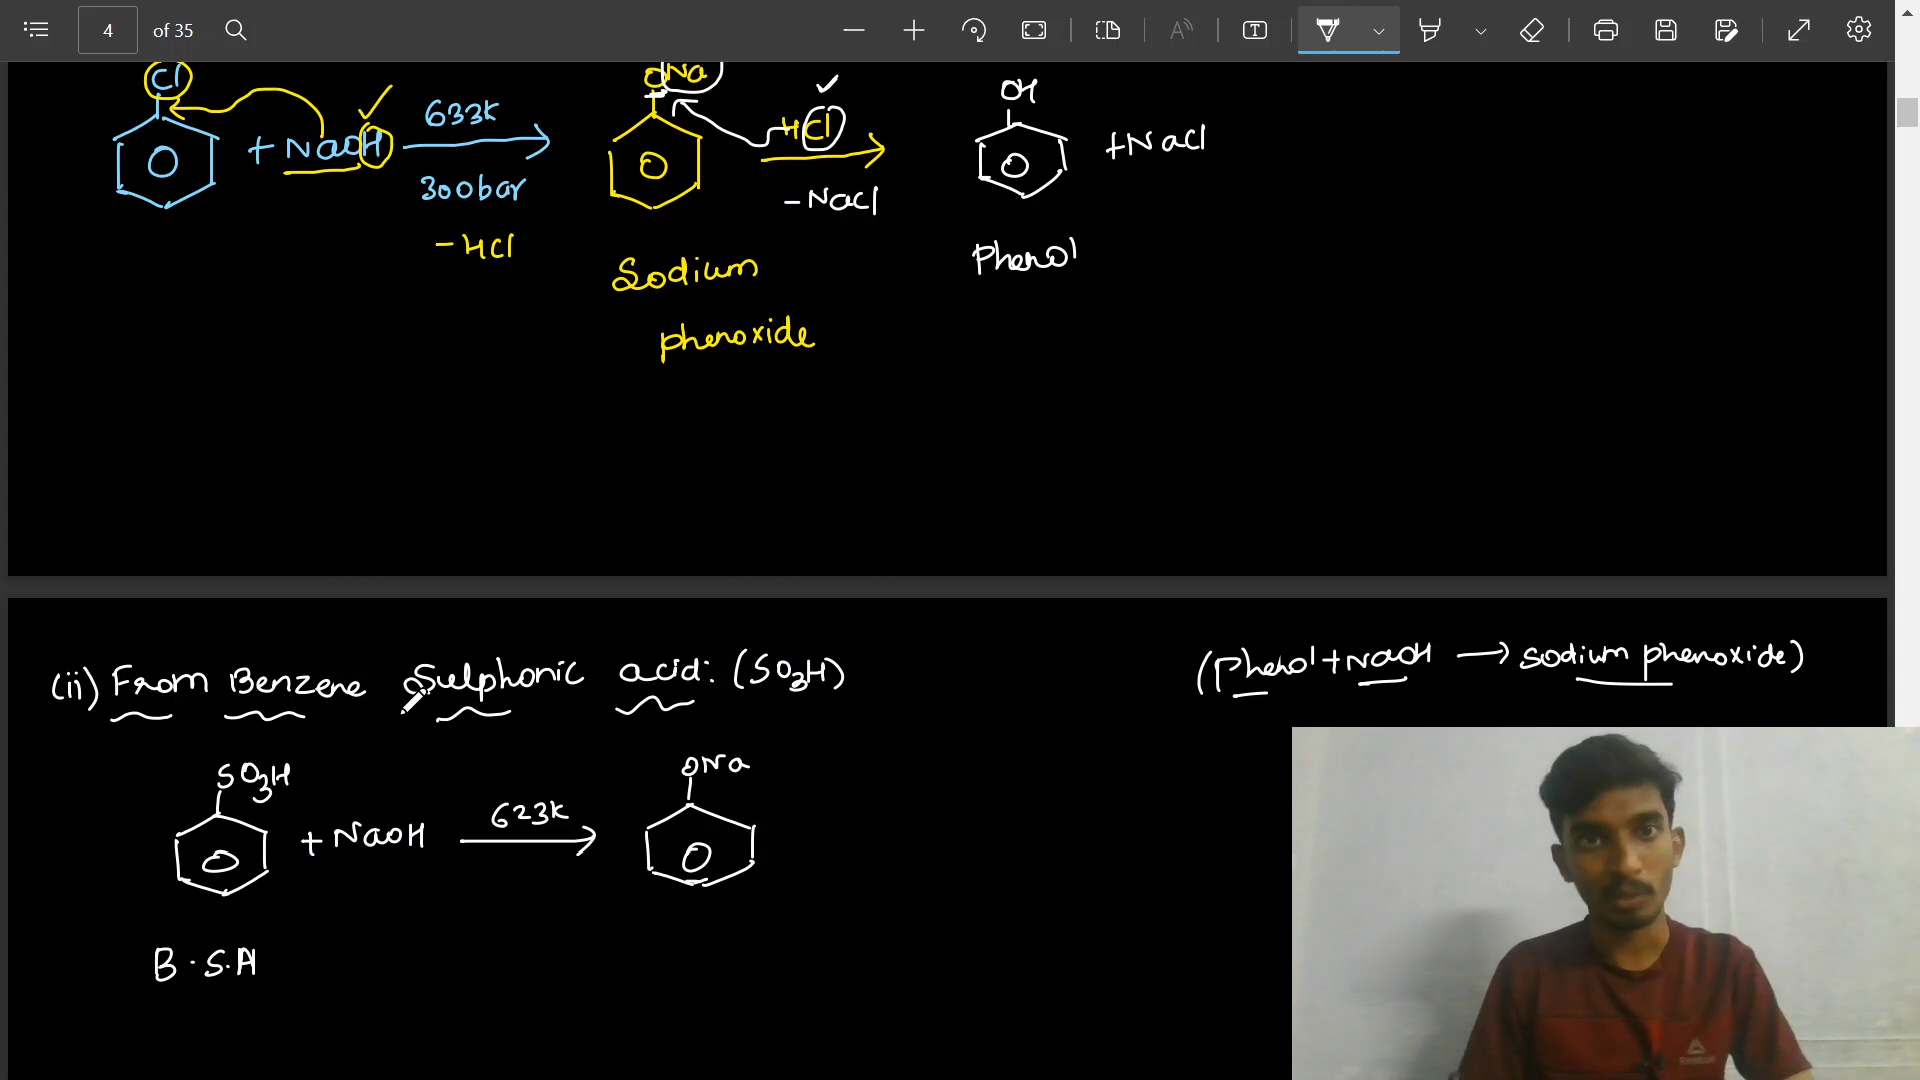 4 of 35
Cl
+ NaOH
633K
300bar
- HCl
ONa
HCl
- NaCl
Sodium
phenoxide
OH
+NaCl
Phenol
(ii) From Benzene Sulphonic acid: (SO3H)
(Phenol+NaOH → sodium phenoxide)
SO3H
+ NaOH
623K
ONa
B.S.A